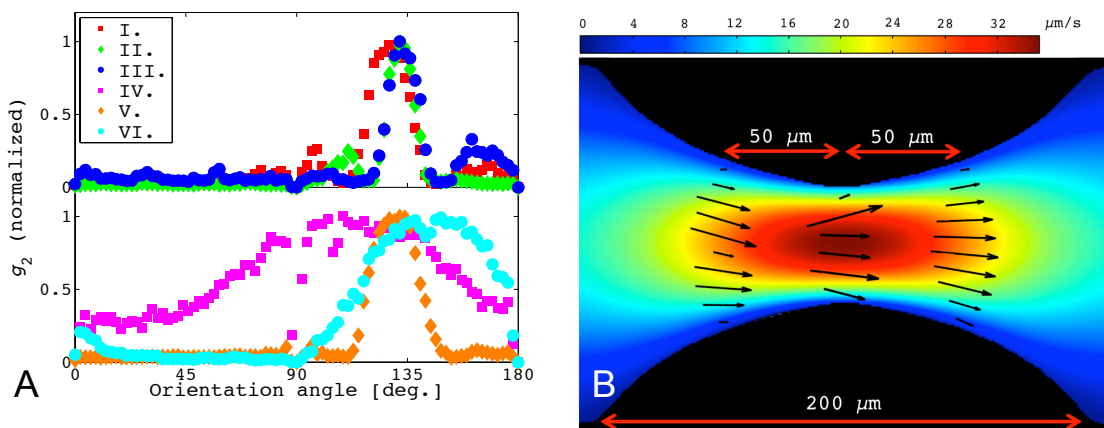 1
0.5
0
I.
II.
III.
IV.
V.
VI.
1
0.5
0
g2 (normalized)
0 45 90 135 180
Orientation angle [deg.]
A
0 4 8 12 16 20 24 28 32 μm/s
50 μm 50 μm
200 μm
B